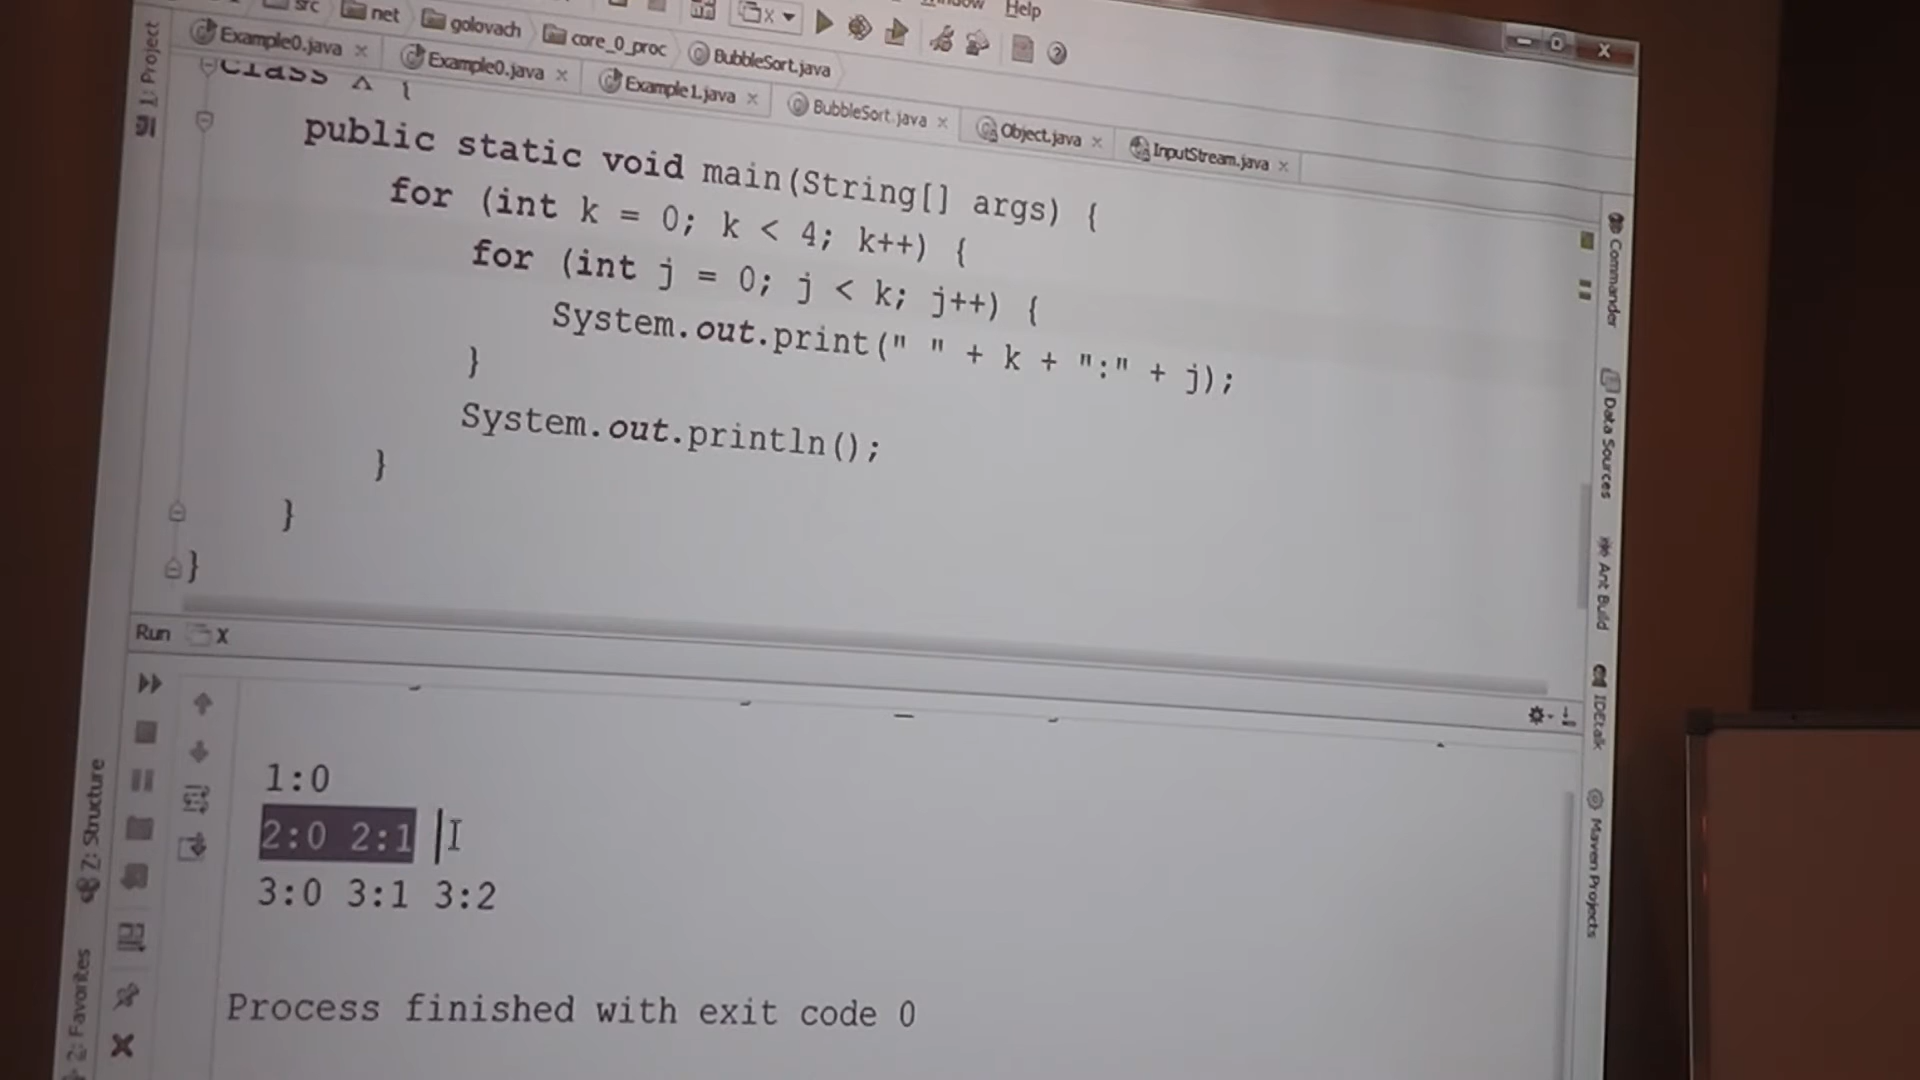 Help
src net golovach core_0_proc BubbleSort.java
Example0.java Example0.java Example1.java BubbleSort.java Object.java InputStream.java
1: Project
class X {
public static void main(String[] args) {
for (int k = 0; k < 4; k++) {
for (int j = 0; j < k; j++) {
System.out.print(" " + k + ":" + j);
}
System.out.println();
}
}
}
Commander
Data Sources
Ant Build
IDEtalk
Maven Projects
Run X
1:0
2:0 2:1
3:0 3:1 3:2
Process finished with exit code 0
Z: Structure
2: Favorites